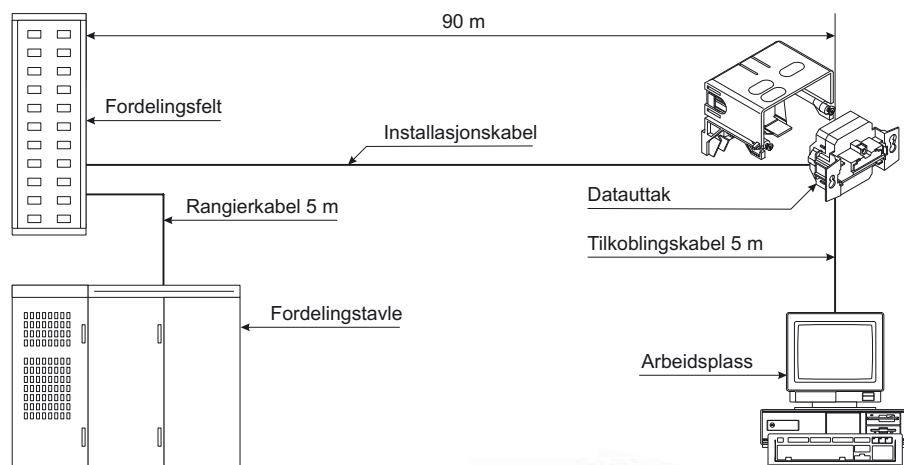 90 m
Fordelingsfelt
Installasjonskabel
Datauttak
Rangierkabel 5 m
Tilkoblingskabel 5 m
Fordelingstavle
Arbeidsplass